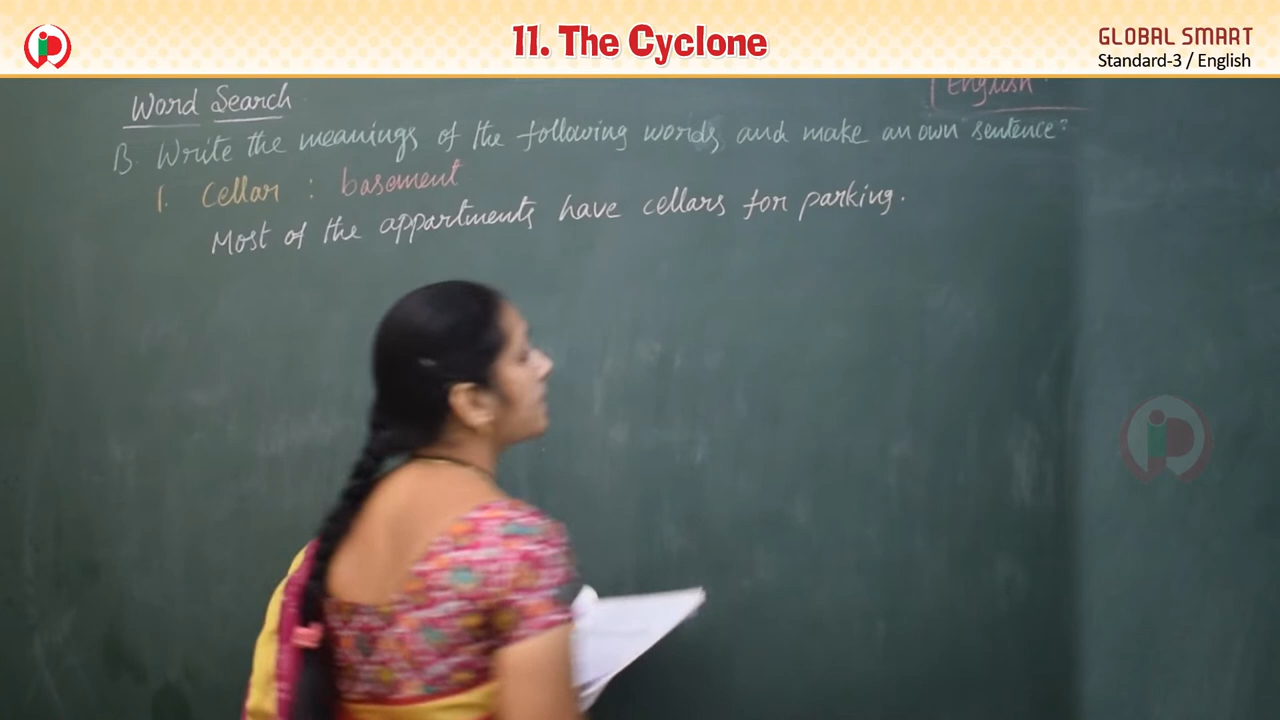 11. The Cyclone
GLOBAL SMART
Standard-3 / English
English
Word Search
B. Write the meanings of the following words and make an own sentence:
1. Cellar : basement
Most of the appartments have cellars for parking.